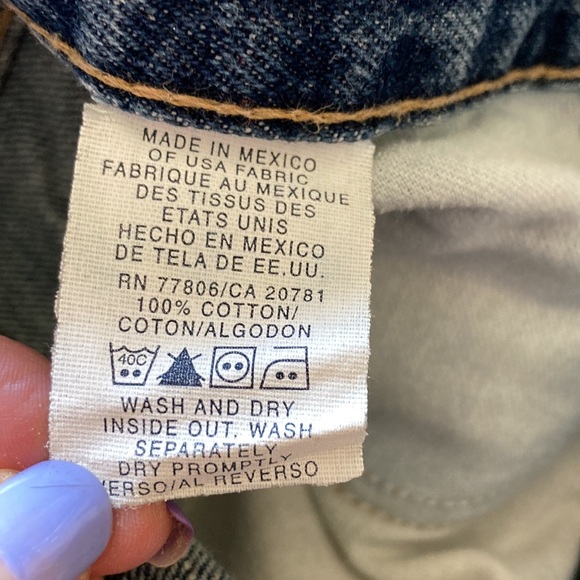 MADE IN MEXICO
OF USA FABRIC
FABRIQUE AU MEXIQUE
DES TISSUS DES
ETATS UNIS
HECHO EN MEXICO
DE TELA DE EE.UU.
RN 77806/CA 20781
100% COTTON/
COTON/ALGODON
40C
WASH AND DRY
INSIDE OUT. WASH
SEPARATELY
DRY PROMPTLY
VERSO/AL REVERSO